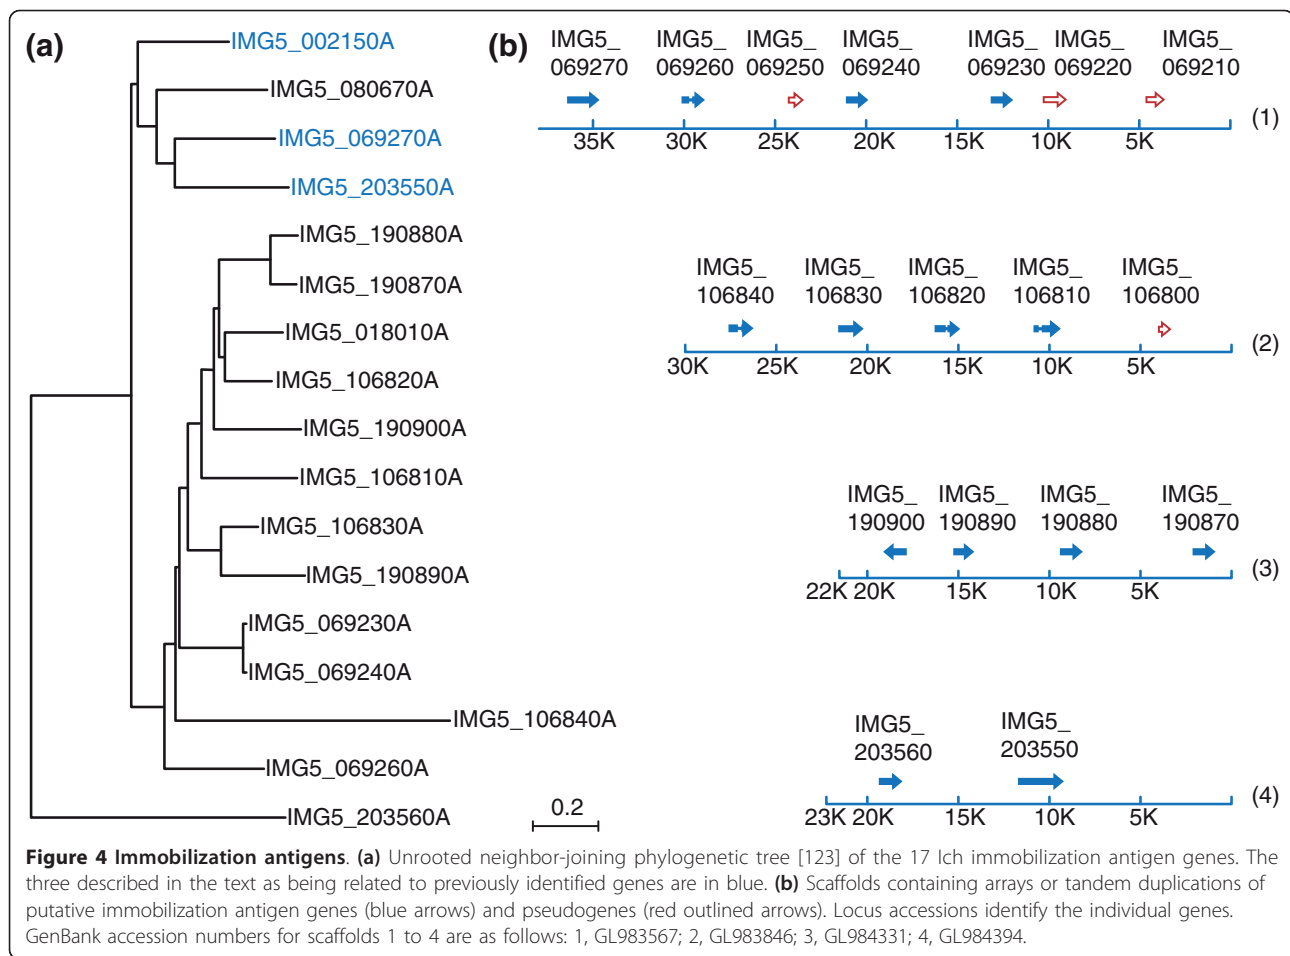 (a)
IMG5_002150A
IMG5_080670A
IMG5_069270A
IMG5_203550A
IMG5_190880A
IMG5_190870A
IMG5_018010A
IMG5_106820A
IMG5_190900A
IMG5_106810A
IMG5_106830A
IMG5_190890A
IMG5_069230A
IMG5_069240A
IMG5_106840A
IMG5_069260A
IMG5_203560A
0.2
(b)
IMG5_ IMG5_ IMG5_ IMG5_ IMG5_ IMG5_ IMG5_
069270 069260 069250 069240 069230 069220 069210
35K 30K 25K 20K 15K 10K 5K (1)
IMG5_ IMG5_ IMG5_ IMG5_ IMG5_
106840 106830 106820 106810 106800
30K 25K 20K 15K 10K 5K (2)
IMG5_ IMG5_ IMG5_ IMG5_
190900 190890 190880 190870
22K 20K 15K 10K 5K (3)
IMG5_ IMG5_
203560 203550
23K 20K 15K 10K 5K (4)
Figure 4 Immobilization antigens. (a) Unrooted neighbor-joining phylogenetic tree [123] of the 17 Ich immobilization antigen genes. The
three described in the text as being related to previously identified genes are in blue. (b) Scaffolds containing arrays or tandem duplications of
putative immobilization antigen genes (blue arrows) and pseudogenes (red outlined arrows). Locus accessions identify the individual genes.
GenBank accession numbers for scaffolds 1 to 4 are as follows: 1, GL983567; 2, GL983846; 3, GL984331; 4, GL984394.